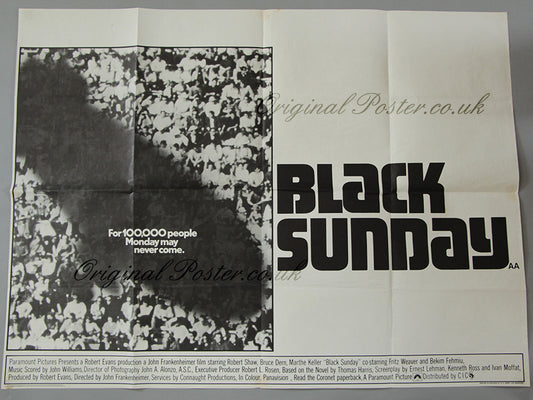 Original Poster.co.uk
BLACK
SUNDAY
AA
For 100,000 people
Monday may
never come.
Original Poster.co.uk
Paramount Pictures Presents a Robert Evans production a John Frankenheimer film starring Robert Shaw, Bruce Dern, Marthe Keller "Black Sunday" co-starring Fritz Weaver and Bekim Fehmiu,
Music Scored by John Williams, Director of Photography John A. Alonzo, A.S.C., Executive Producer Robert L. Rosen, Based on the Novel by Thomas Harris, Screenplay by Ernest Lehman, Kenneth Ross and Ivan Moffat,
Produced by Robert Evans, Directed by John Frankenheimer, Services by Connaught Productions, In Colour, Panavision, Read the Coronet paperback, A Paramount Picture Distributed by CIC